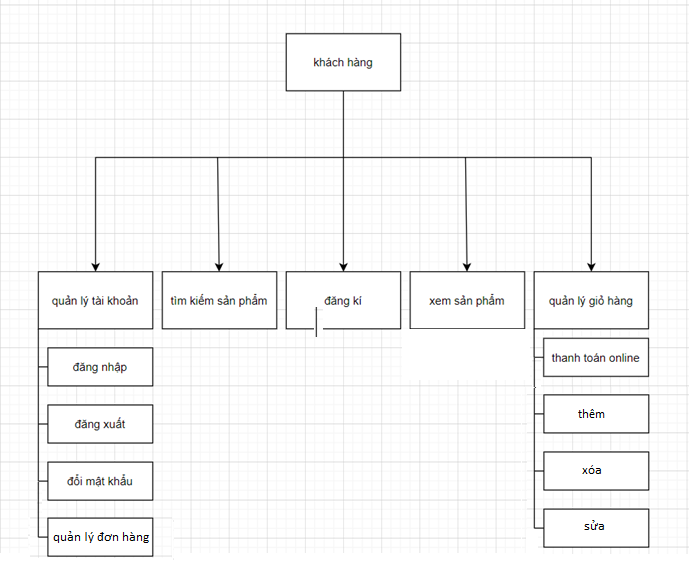 khách hàng
quản lý tài khoản
tìm kiếm sản phẩm
đăng kí
xem sản phẩm
quản lý giỏ hàng
đăng nhập
đăng xuất
đổi mật khẩu
quản lý đơn hàng
thanh toán online
thêm
xóa
sửa